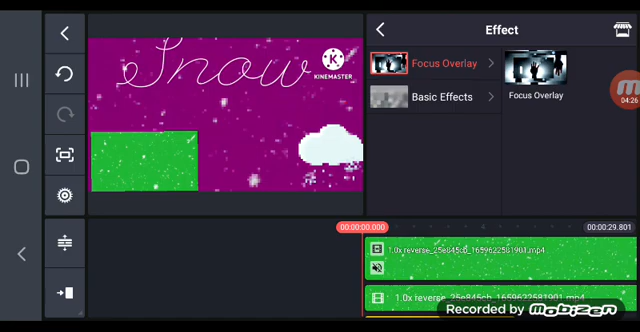 Effect
Snow
KINEMASTER
Focus Overlay
Focus Overlay
Basic Effects
04:26
00:00:00.000
00:00:29.801
1.0x reverse_25e845cb_1659622581901.mp4
1.0x reverse_25e845cb_1659622581901.mp4
Recorded by mobizen